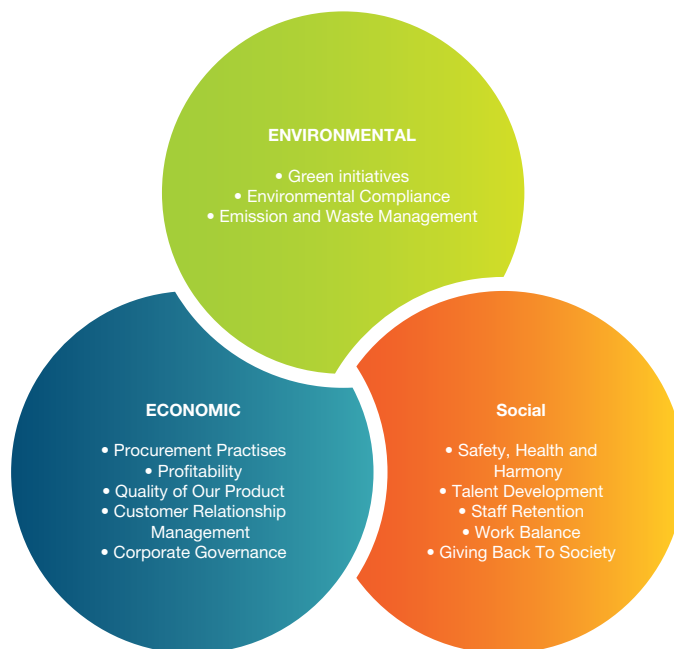 ENVIRONMENTAL
• Green initiatives
• Environmental Compliance
• Emission and Waste Management
ECONOMIC
• Procurement Practises
• Profitability
• Quality of Our Product
• Customer Relationship
Management
• Corporate Governance
Social
• Safety, Health and
Harmony
• Talent Development
• Staff Retention
• Work Balance
• Giving Back To Society